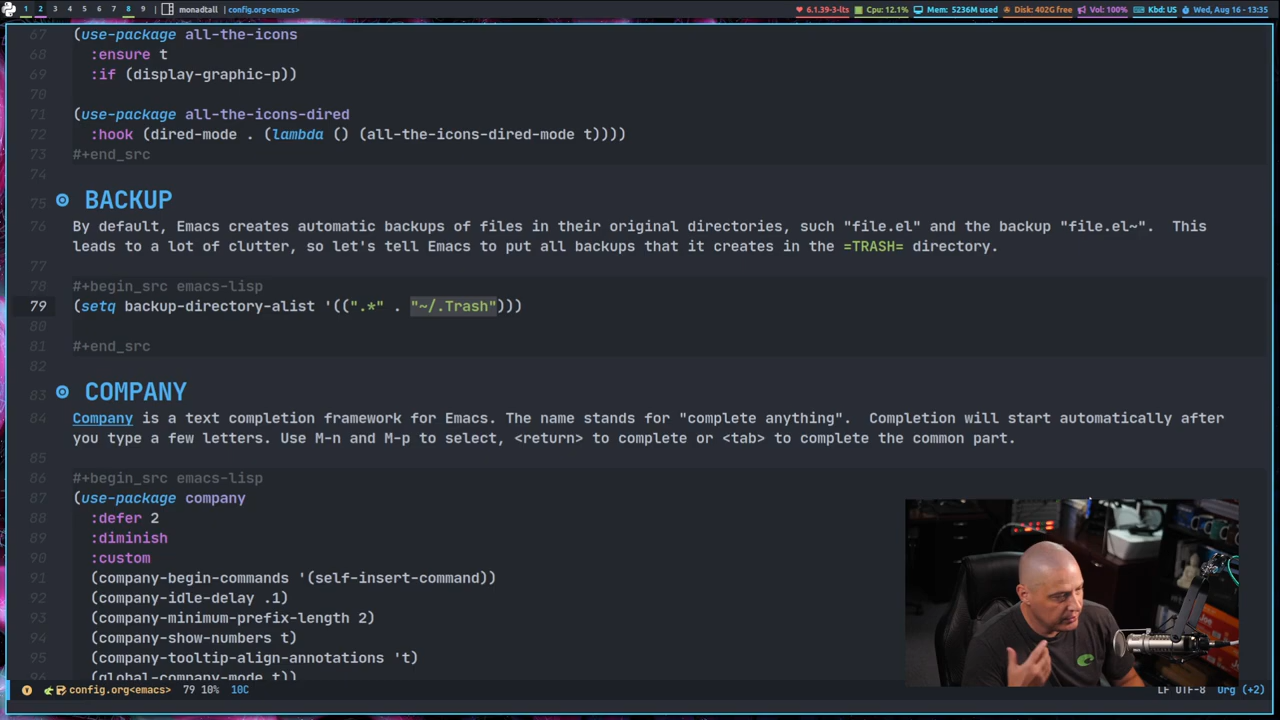 1 2 3 4 5 6 7 8 9 | monadtall | config.org<emacs>
6.1.39-3-lts Cpu: 12.1% Mem: 5236M used Disk: 402G free Vol: 100% Kbd: US Wed, Aug 16 - 13:35
67 (use-package all-the-icons
68 :ensure t
69 :if (display-graphic-p))
70
71 (use-package all-the-icons-dired
72 :hook (dired-mode . (lambda () (all-the-icons-dired-mode t))))
73 #+end_src
74
75 BACKUP
76 By default, Emacs creates automatic backups of files in their original directories, such "file.el" and the backup "file.el~".  This
leads to a lot of clutter, so let's tell Emacs to put all backups that it creates in the =TRASH= directory.
77
78 #+begin_src emacs-lisp
79 (setq backup-directory-alist '((".*" . "~/.Trash")))
80
81 #+end_src
82
83 COMPANY
84 Company is a text completion framework for Emacs. The name stands for "complete anything".  Completion will start automatically after
you type a few letters. Use M-n and M-p to select, <return> to complete or <tab> to complete the common part.
85
86 #+begin_src emacs-lisp
87 (use-package company
88 :defer 2
89 :diminish
90 :custom
91 (company-begin-commands '(self-insert-command))
92 (company-idle-delay .1)
93 (company-minimum-prefix-length 2)
94 (company-show-numbers t)
95 (company-tooltip-align-annotations 't)
96 (global-company-mode t))
config.org<emacs> 79 10% 10C
LF UTF-8 Org (+2)